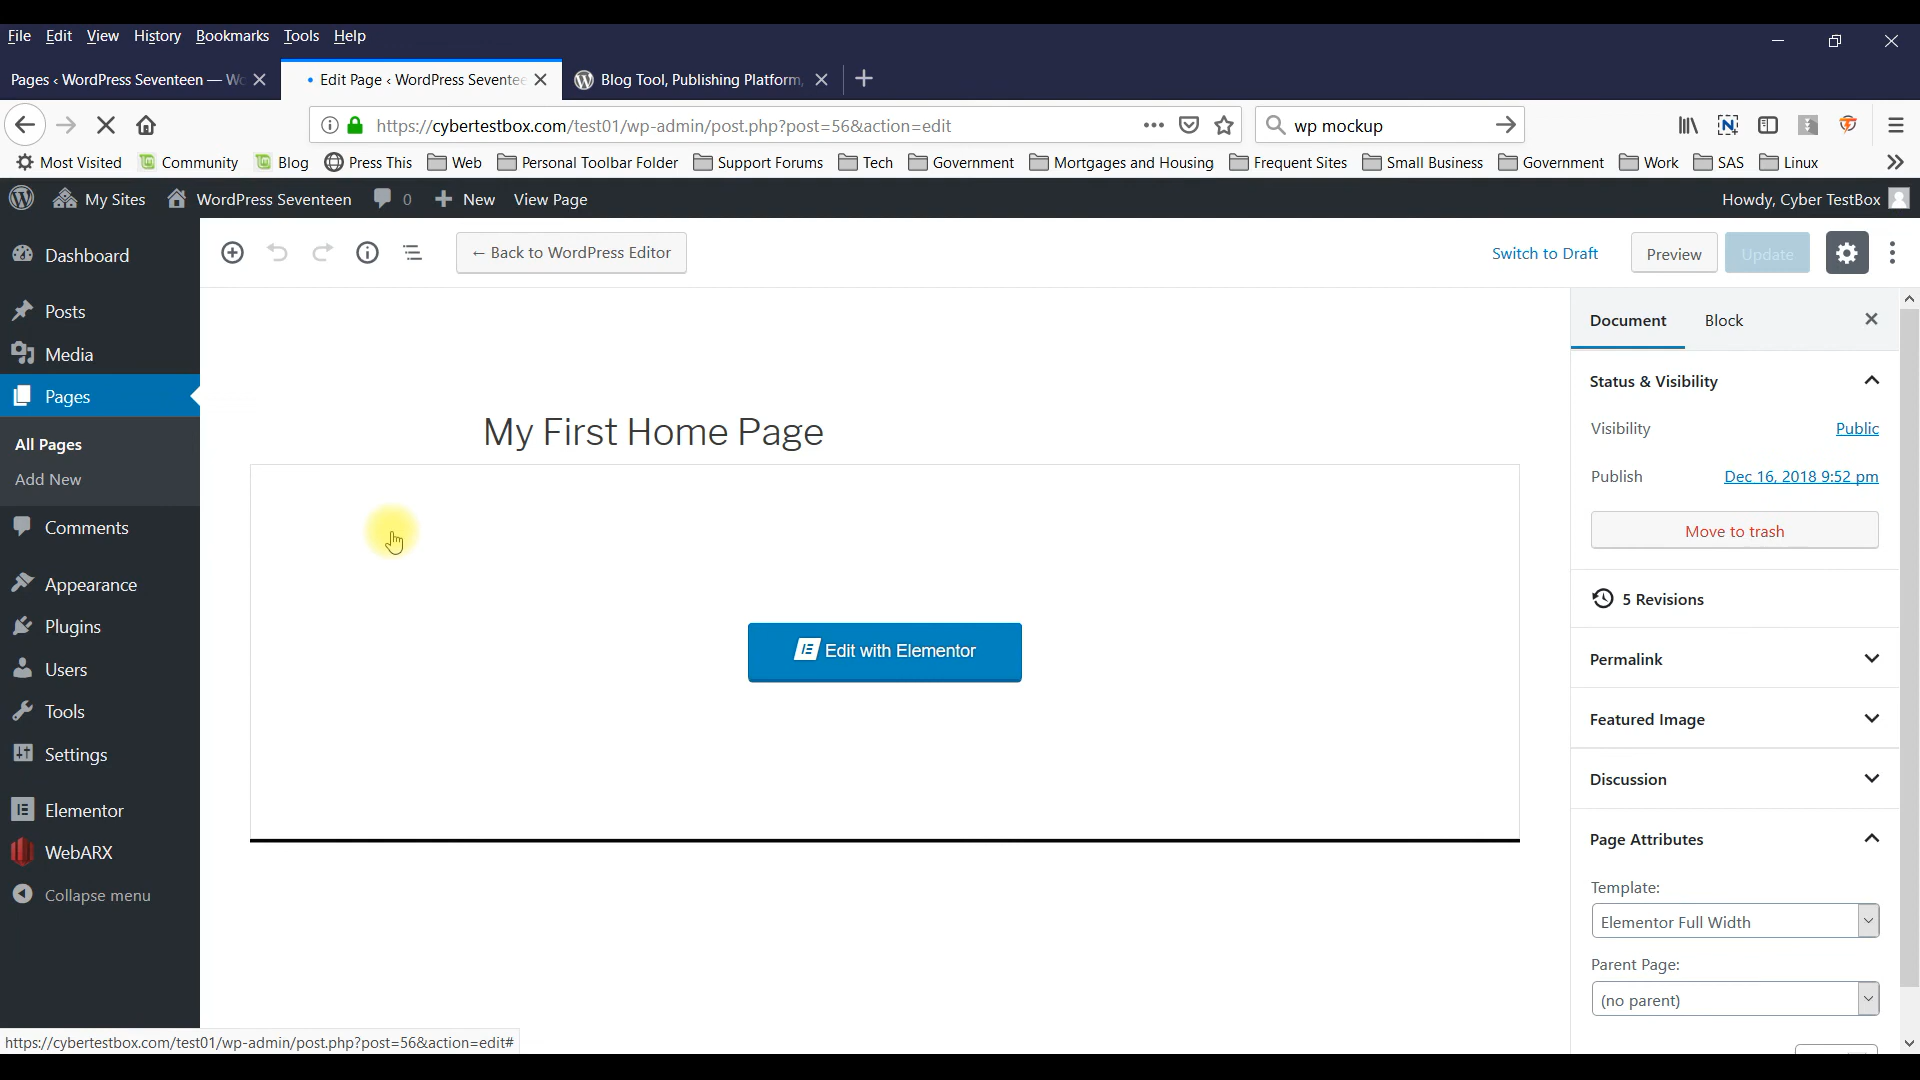 File Edit View History Bookmarks Tools Help
Pages ‹ WordPress Seventeen — Wo
• Edit Page ‹ WordPress Sevente
Blog Tool, Publishing Platform,
https://cybertestbox.com/test01/wp-admin/post.php?post=56&action=edit
wp mockup
Most Visited Community Blog Press This Web Personal Toolbar Folder Support Forums Tech Government Mortgages and Housing Frequent Sites Small Business Government Work SAS Linux
My Sites WordPress Seventeen 0 New View Page Howdy, Cyber TestBox
Dashboard
Posts
Media
Pages
All Pages
Add New
Comments
Appearance
Plugins
Users
Tools
Settings
Elementor
WebARX
Collapse menu
← Back to WordPress Editor
Switch to Draft Preview Update
My First Home Page
Edit with Elementor
Document Block
Status & Visibility
Visibility Public
Publish Dec 16, 2018 9:52 pm
Move to trash
5 Revisions
Permalink
Featured Image
Discussion
Page Attributes
Template:
Elementor Full Width
Parent Page:
(no parent)
https://cybertestbox.com/test01/wp-admin/post.php?post=56&action=edit#